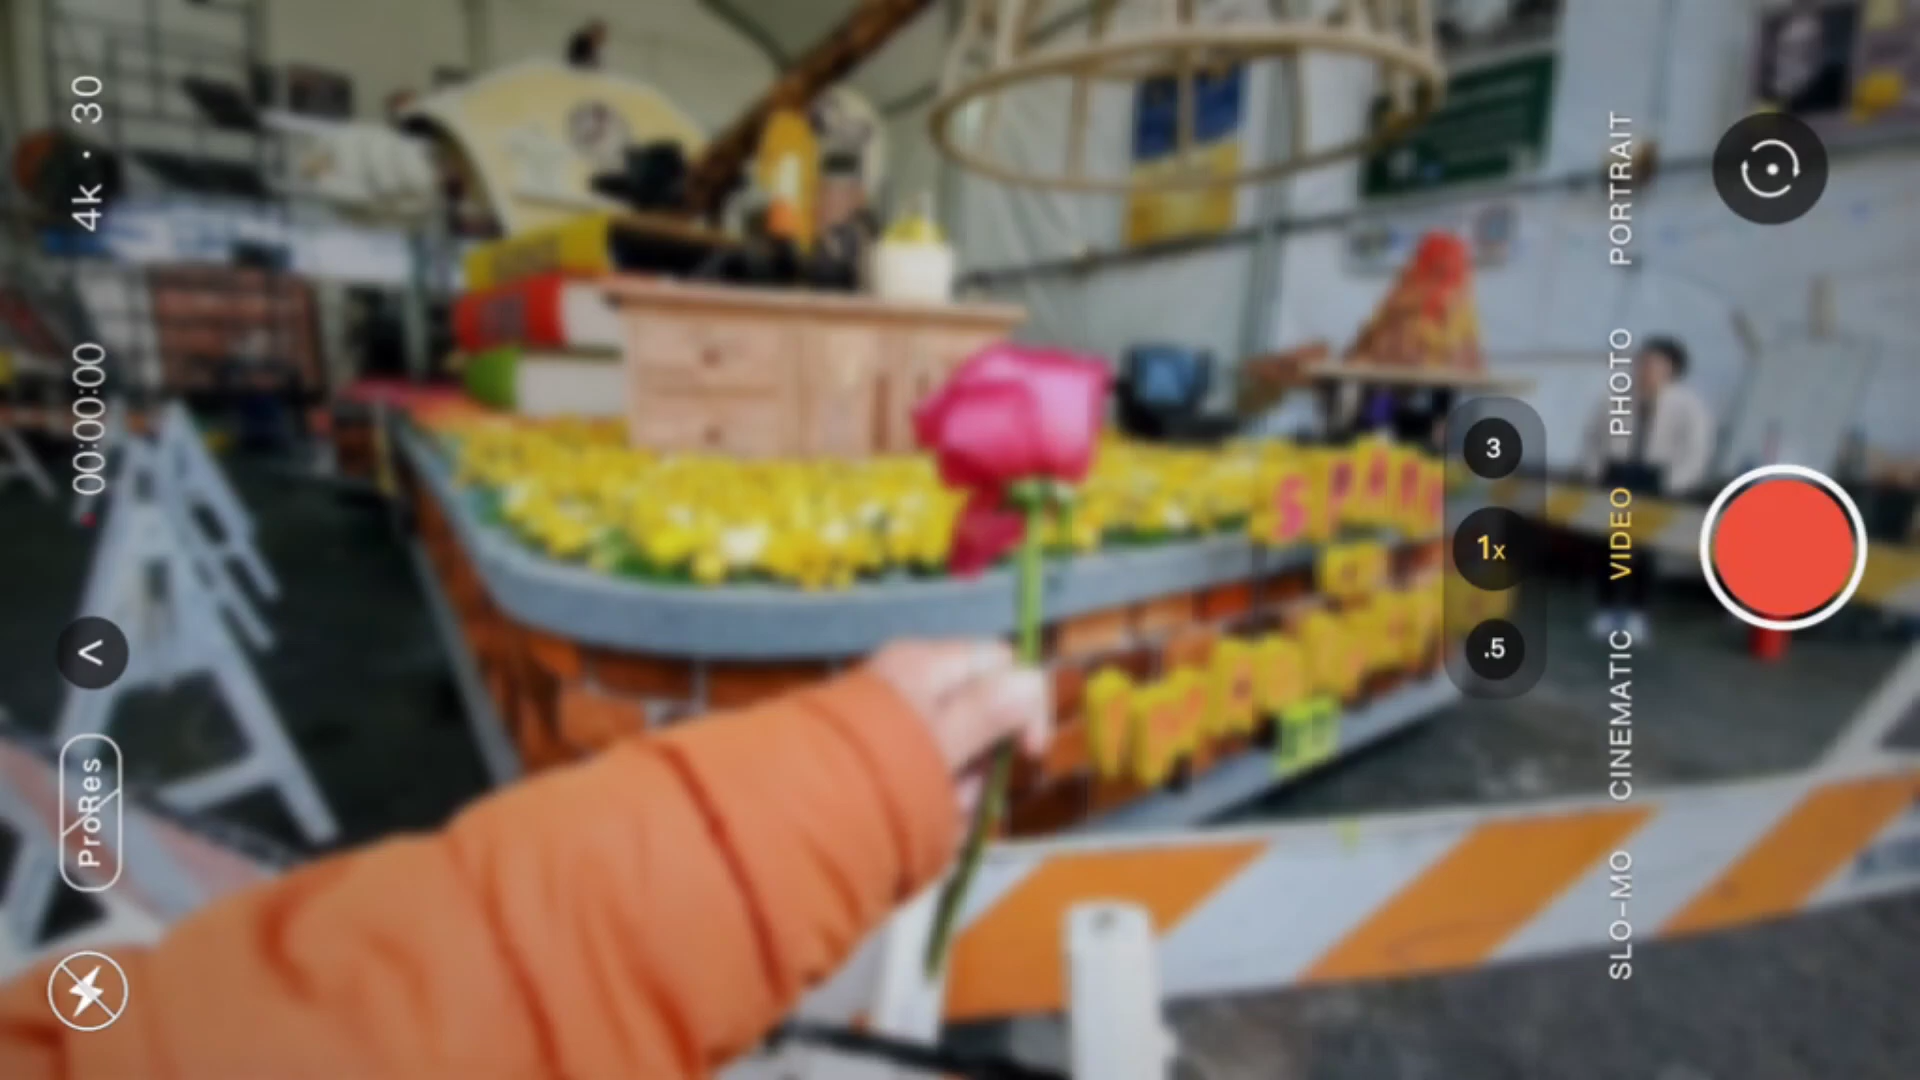 4K · 30
00:00:00
<
ProRes
3
1x
.5
PORTRAIT
PHOTO
VIDEO
CINEMATIC
SLO-MO